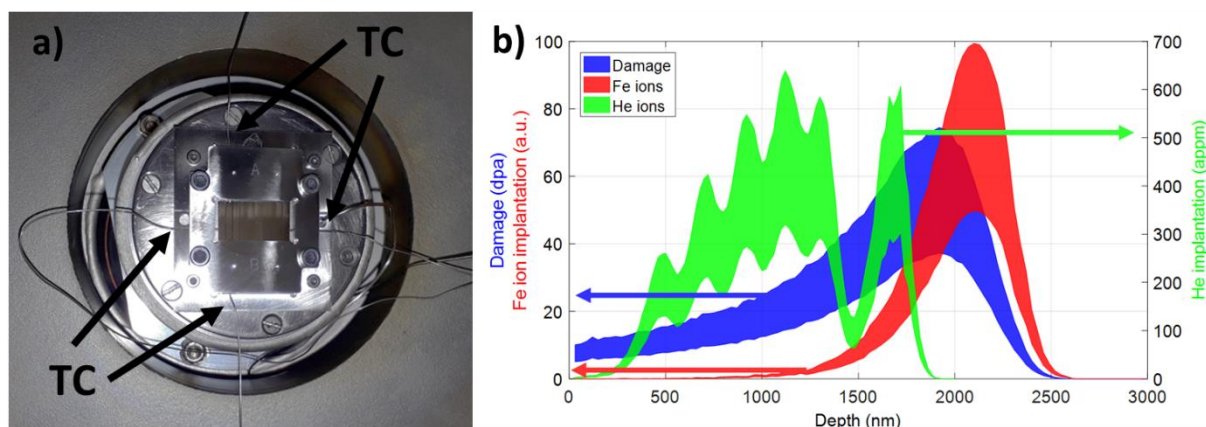 a)
TC
TC
A
B
b)
Damage
Fe ions
He ions
Damage (dpa)
Fe ion implantation (a.u.)
He implantation (appm)
100
80
60
40
20
0
700
600
500
400
300
200
100
0
0 500 1000 1500 2000 2500 3000
Depth (nm)